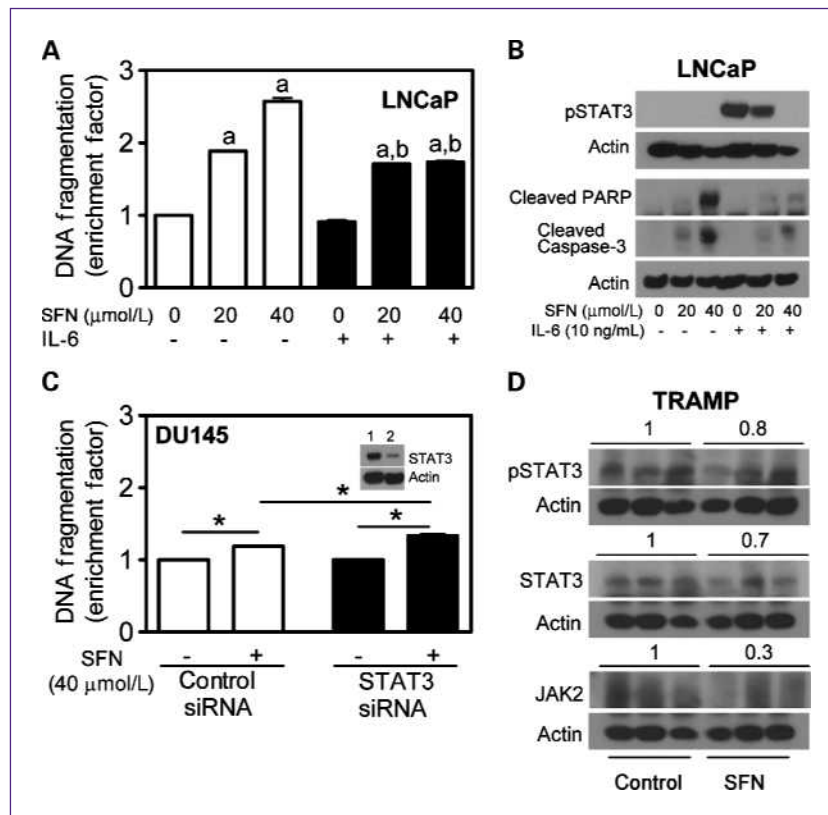 A
3
2
1
0
DNA fragmentation
(enrichment factor)
LNCaP
a
a
a,b
a,b
SFN (μmol/L) 0 20 40 0 20 40
IL-6 - - - + + +
B
LNCaP
pSTAT3
Actin
Cleaved PARP
Cleaved
Caspase-3
Actin
SFN (μmol/L) 0 20 40 0 20 40
IL-6 (10 ng/mL) - - - + + +
C
3
2
1
0
DNA fragmentation
(enrichment factor)
DU145
1 2
STAT3
Actin
*
*
*
SFN - + - +
(40 μmol/L)
Control STAT3
siRNA siRNA
D
TRAMP
1 0.8
pSTAT3
Actin
1 0.7
STAT3
Actin
1 0.3
JAK2
Actin
Control SFN